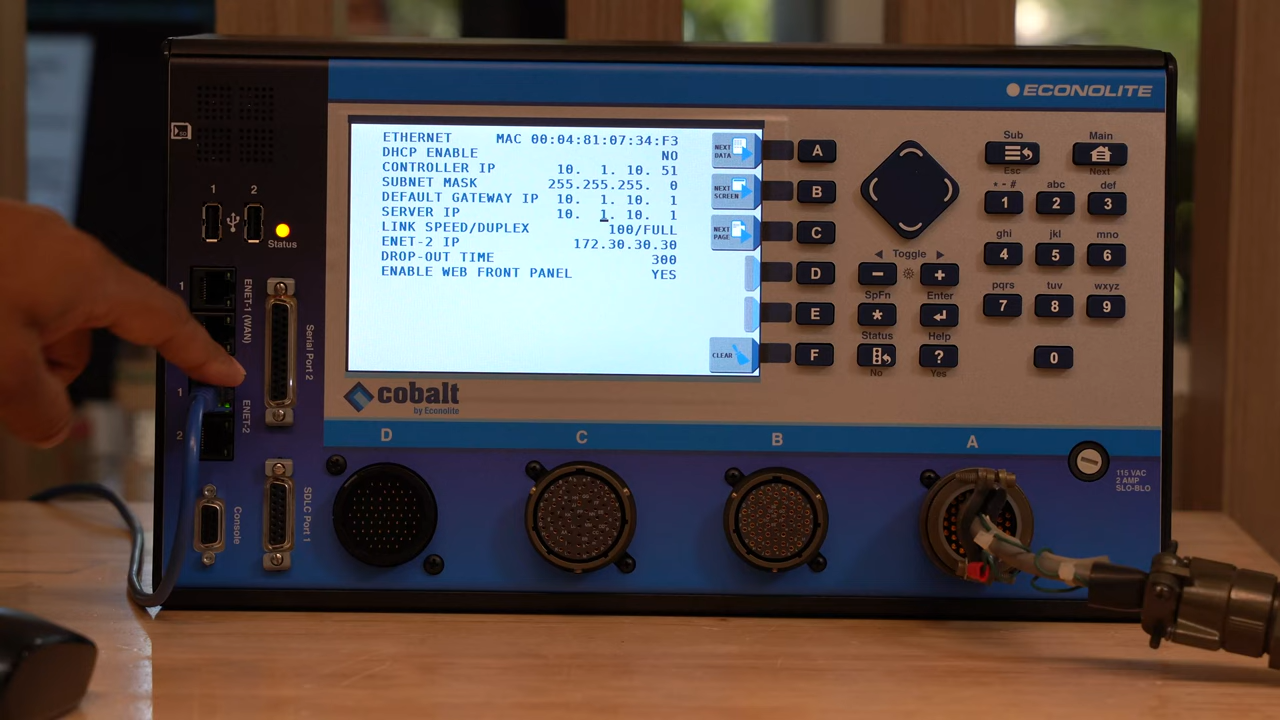 ECONOLITE
ETHERNET MAC 00:04:81:07:34:F3
DHCP ENABLE NO
CONTROLLER IP 10. 1. 10. 51
SUBNET MASK 255.255.255. 0
DEFAULT GATEWAY IP 10. 1. 10. 1
SERVER IP 10. 1. 10. 1
LINK SPEED/DUPLEX 100/FULL
ENET-2 IP 172.30.30.30
DROP-OUT TIME 300
ENABLE WEB FRONT PANEL YES
NEXT DATA
NEXT SCREEN
NEXT PAGE
CLEAR
A
B
C
D
E
F
Sub
Esc
Main
Next
* - #
1
abc
2
def
3
ghi
4
jkl
5
mno
6
pqrs
7
tuv
8
wxyz
9
0
Toggle
-
+
SpFn
*
Enter
Status
No
Help
?
Yes
1 2
Status
1
ENET-1 (WAN)
1
2
ENET-2
Serial Port 2
Console
SDLC Port 1
cobalt
by Econolite
D C B A
115 VAC
2 AMP
SLO-BLO